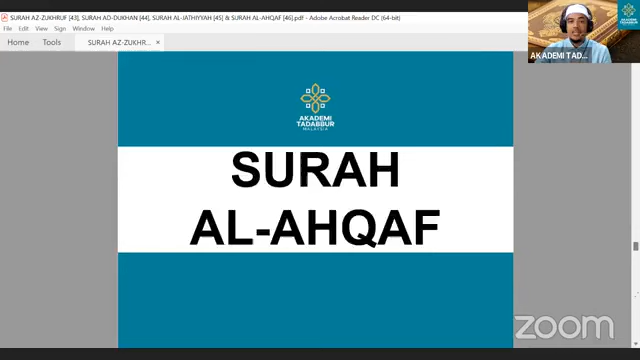 SURAH AZ-ZUKHRUF [43], SURAH AD-DUKHAN [44], SURAH AL-JATHIYYAH [45] & SURAH AL-AHQAF [46].pdf - Adobe Acrobat Reader DC (64-bit)
File Edit View Sign Window Help
Home Tools SURAH AZ-ZUKHR... ×
AKADEMI TAD...
AKADEMI
TADABBUR
AKADEMI
TADABBUR
MALAYSIA
SURAH
AL-AHQAF
zoom